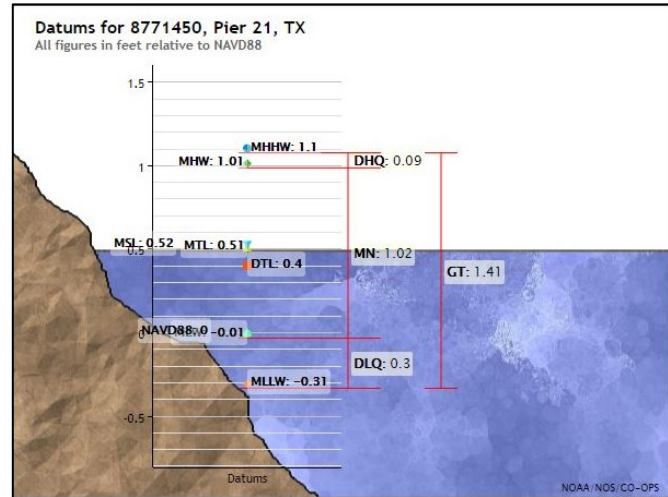 Datums for 8771450, Pier 21, TX
All figures in feet relative to NAVD88
1.5
MHHW: 1.1
MHW: 1.01
DHQ: 0.09
1
MSL: 0.52
MTL: 0.51
0.5
DTL: 0.4
MN: 1.02
GT: 1.41
NAVD88: 0
-0.01
0
MLLW: -0.31
DLQ: 0.3
-0.5
Datums
NOAA/NOS/CO-OPS